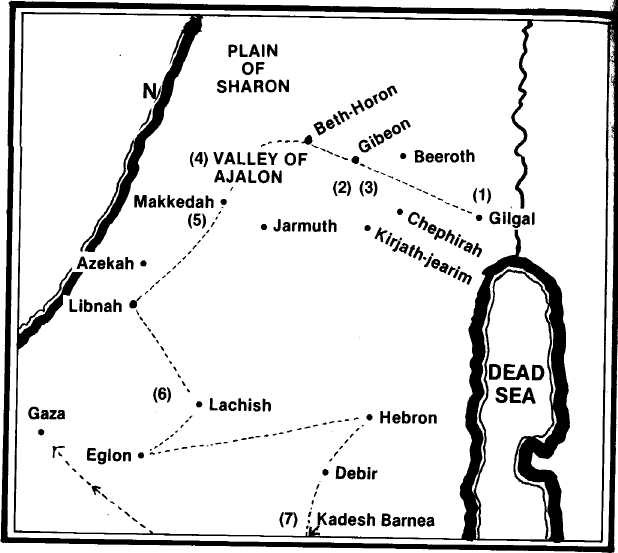 PLAIN
OF
SHARON
N
Beth-Horon
Gibeon
Beeroth
(4) VALLEY OF
AJALON
(2) (3)
(1)
Makkedah
(5)
Gilgal
Chephirah
Jarmuth
Kirjath-jearim
Azekah
Libnah
DEAD
SEA
(6)
Lachish
Gaza
Hebron
Eglon
Debir
(7) Kadesh Barnea